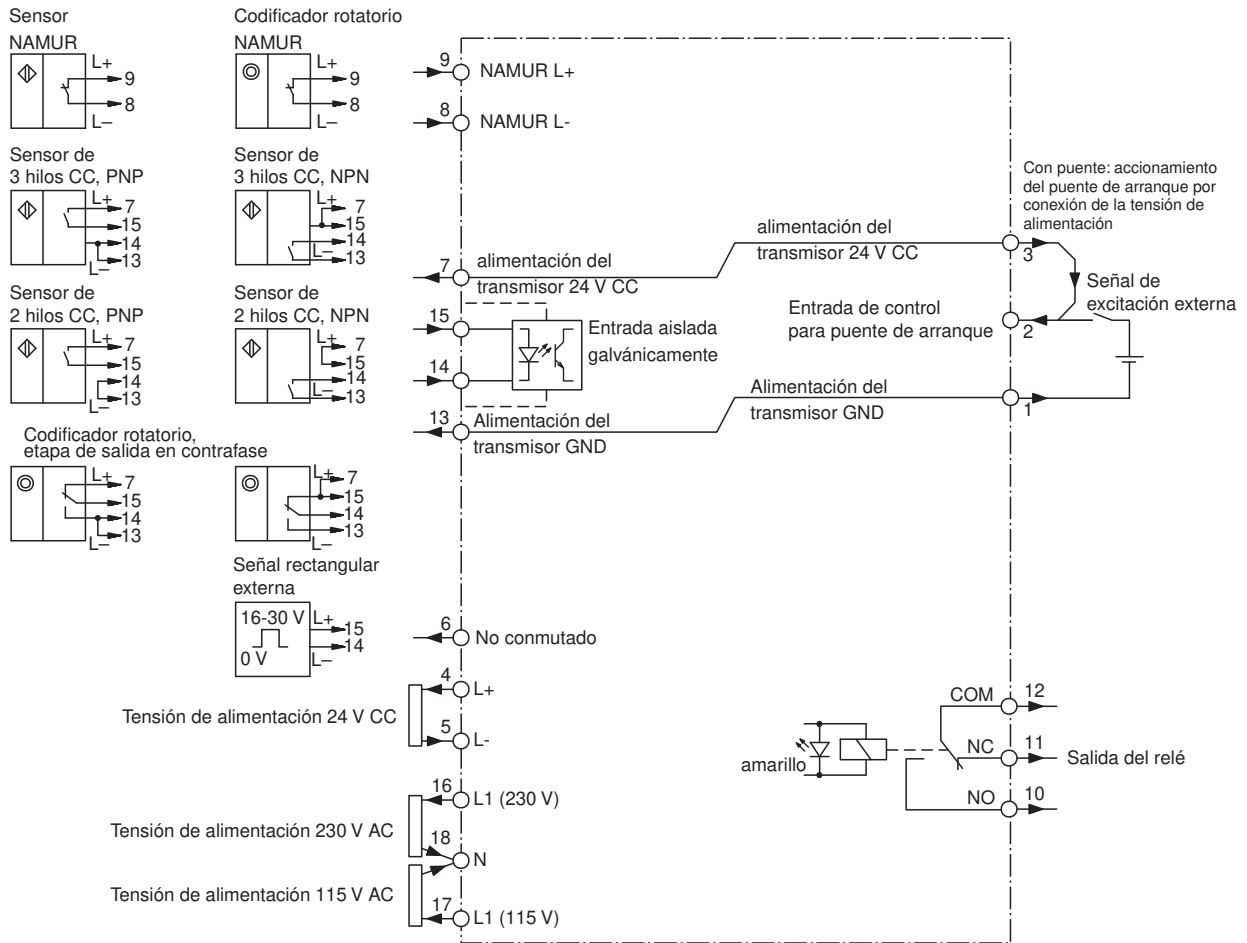 Sensor
NAMUR
L+
9
8
L–
Codificador rotatorio
NAMUR
L+
9
8
L–
Sensor de
3 hilos CC, PNP
L+
7
15
14
13
L–
Sensor de
3 hilos CC, NPN
L+
7
15
14
L–
13
Sensor de
2 hilos CC, PNP
L+
7
15
14
13
L–
Sensor de
2 hilos CC, NPN
L+
7
15
14
L–
13
Codificador rotatorio,
etapa de salida en contrafase
L+
7
15
14
13
L–
L+
7
15
14
13
L–
Señal rectangular
externa
16-30 V
0 V
L+
15
14
L–
9
NAMUR L+
8
NAMUR L-
7
alimentación del
transmisor 24 V CC
15
14
Entrada aislada
galvánicamente
13
Alimentación del
transmisor GND
6
No conmutado
4
L+
Tensión de alimentación 24 V CC
5
L-
16
L1 (230 V)
Tensión de alimentación 230 V AC
18
N
Tensión de alimentación 115 V AC
17
L1 (115 V)
alimentación del
transmisor 24 V CC
3
Con puente: accionamiento
del puente de arranque por
conexión de la tensión de
alimentación
Señal de
excitación externa
Entrada de control
para puente de arranque
2
Alimentación del
transmisor GND
1
COM
12
NC
11
Salida del relé
NO
10
amarillo